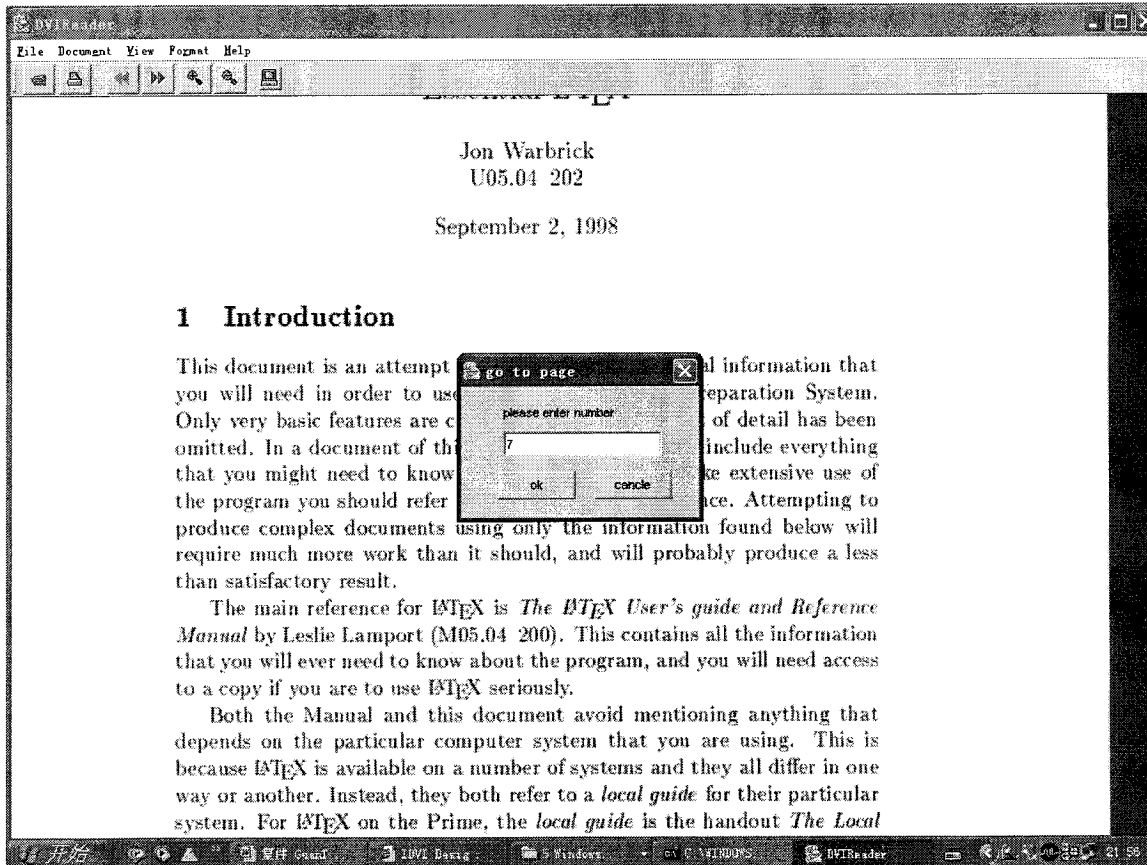 DVIReader
File Document View Format Help
Jon Warbrick
U05.04 202
September 2, 1998
1 Introduction
This document is an attempt al information that
you will need in order to use reparation System.
Only very basic features are c of detail has been
omitted. In a document of thi include everything
that you might need to know ke extensive use of
the program you should refer nce. Attempting to
produce complex documents using only the information found below will
require much more work than it should, and will probably produce a less
than satisfactory result.
The main reference for LATEX is The LATEX User's guide and Reference
Manual by Leslie Lamport (M05.04 200). This contains all the information
that you will ever need to know about the program, and you will need access
to a copy if you are to use LATEX seriously.
Both the Manual and this document avoid mentioning anything that
depends on the particular computer system that you are using. This is
because LATEX is available on a number of systems and they all differ in one
way or another. Instead, they both refer to a local guide for their particular
system. For LATEX on the Prime, the local guide is the handout The Local
go to page
please enter number
7
ok cancle
开始 5 Windows C:\WINDOWS DVIReader